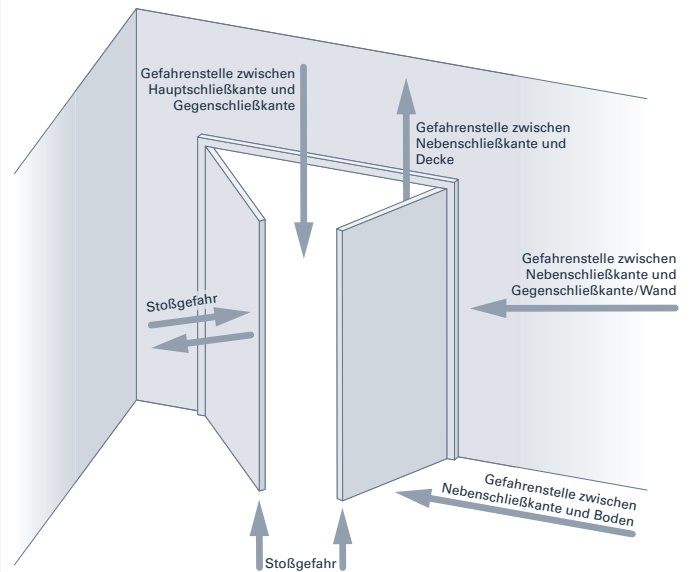 Gefahrenstelle zwischen
Hauptschließkante und
Gegenschließkante
Gefahrenstelle zwischen
Nebenschließkante und
Decke
Gefahrenstelle zwischen
Nebenschließkante und
Gegenschließkante/Wand
Stoßgefahr
Gefahrenstelle zwischen
Nebenschließkante und Boden
Stoßgefahr